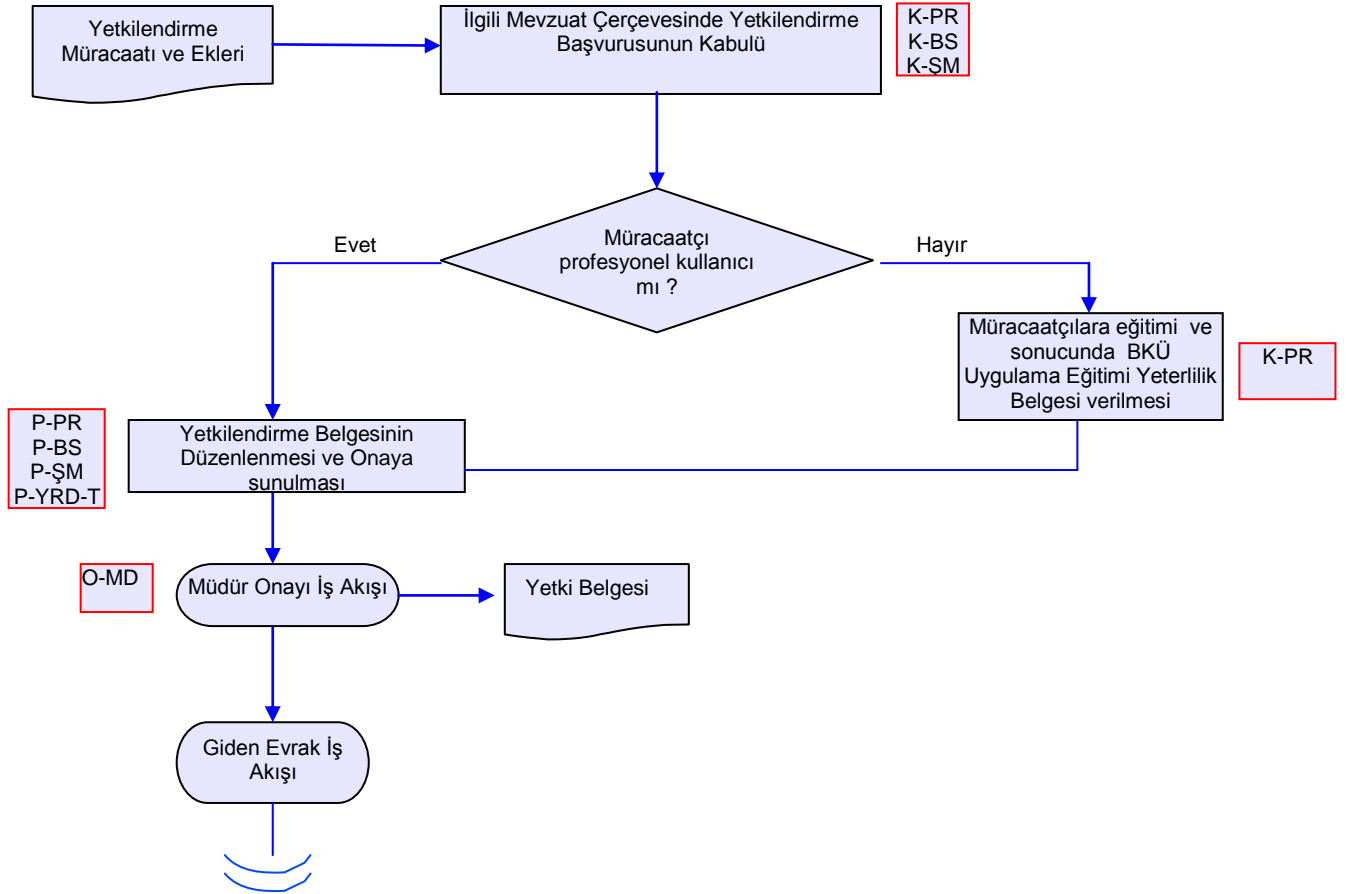 Yetkilendirme
Müracaatı ve Ekleri
İlgili Mevzuat Çerçevesinde Yetkilendirme
Başvurusunun Kabulü
K-PR
K-BS
K-ŞM
Evet
Müracaatçı
profesyonel kullanıcı
mı ?
Hayır
Müracaatçılara eğitimi ve
sonucunda BKÜ
Uygulama Eğitimi Yeterlilik
Belgesi verilmesi
K-PR
P-PR
P-BS
P-ŞM
P-YRD-T
Yetkilendirme Belgesinin
Düzenlenmesi ve Onaya
sunulması
O-MD
Müdür Onayı İş Akışı
Yetki Belgesi
Giden Evrak İş
Akışı